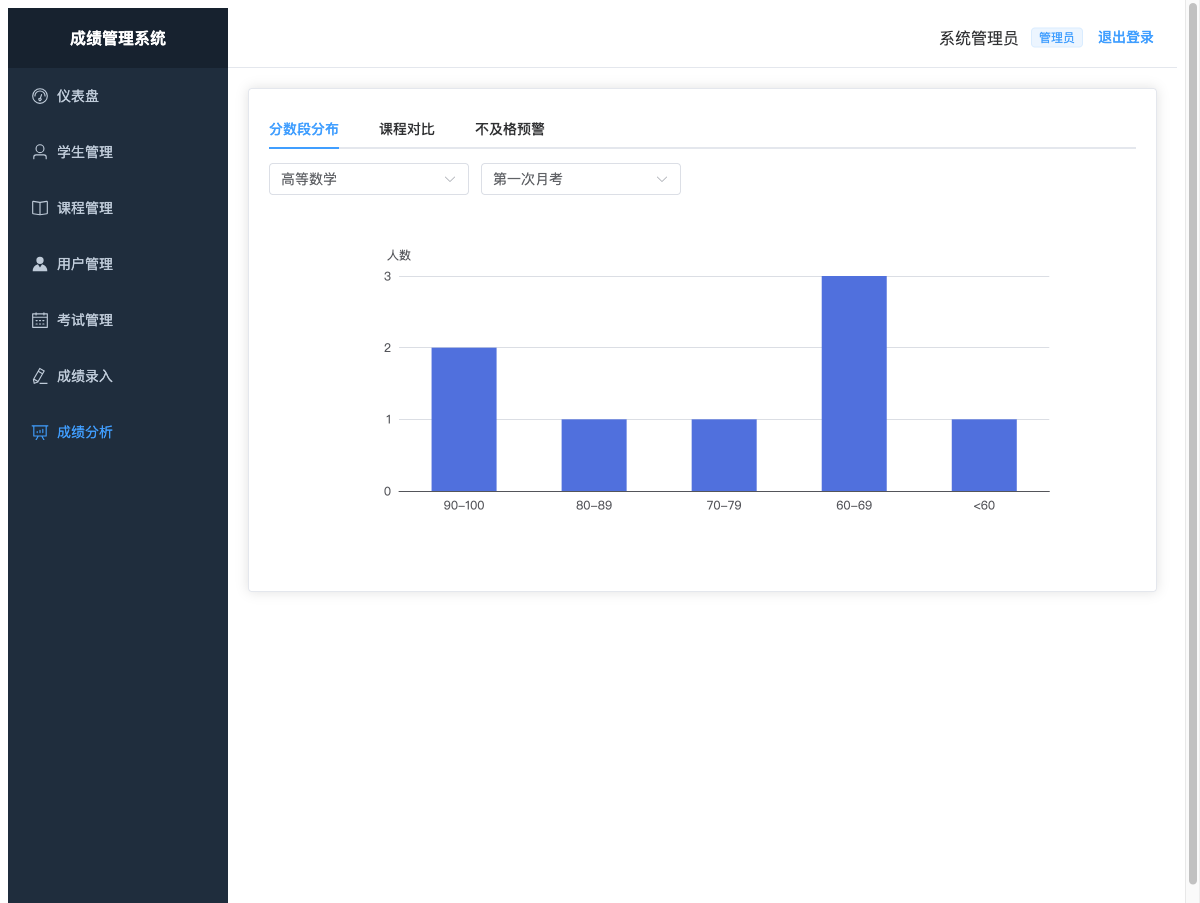 成绩管理系统
系统管理员 管理员 退出登录
仪表盘
学生管理
课程管理
用户管理
考试管理
成绩录入
成绩分析
分数段分布 课程对比 不及格预警
高等数学 第一次月考
人数
3
2
1
0
90–100 80–89 70–79 60–69 <60